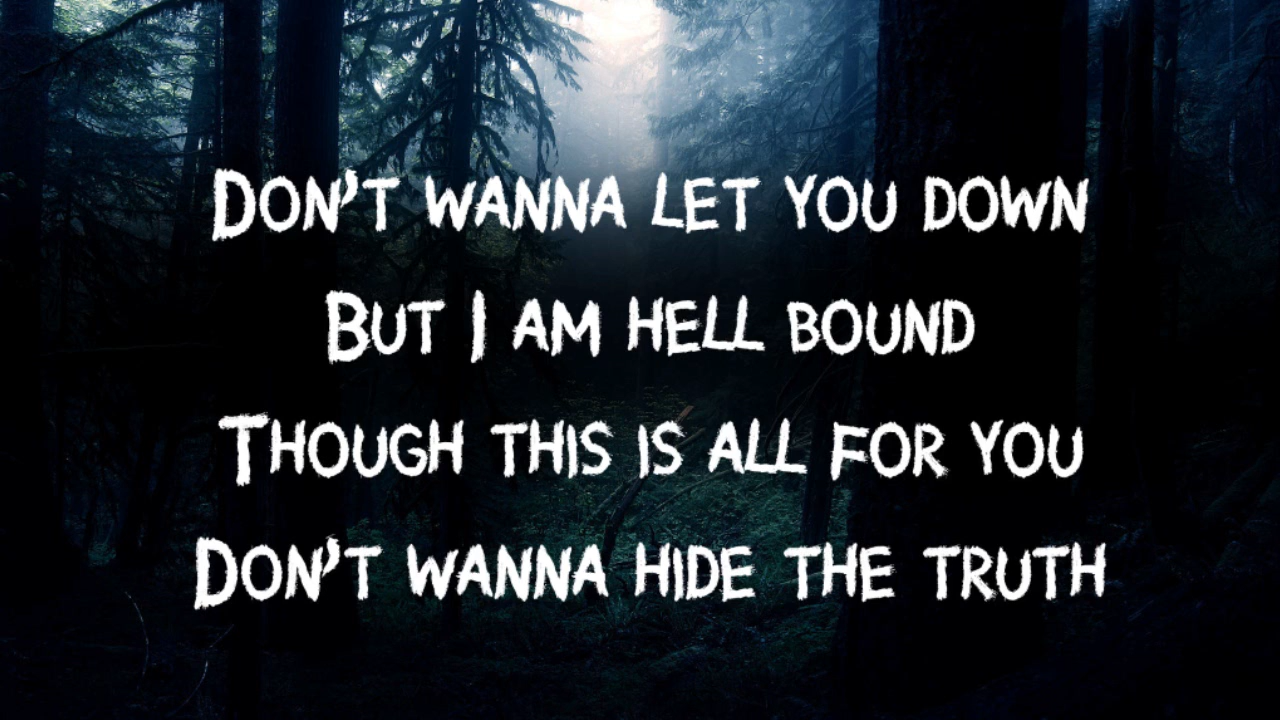 Don't wanna let you down
But I am hell bound
Though this is all for you
Don't wanna hide the truth